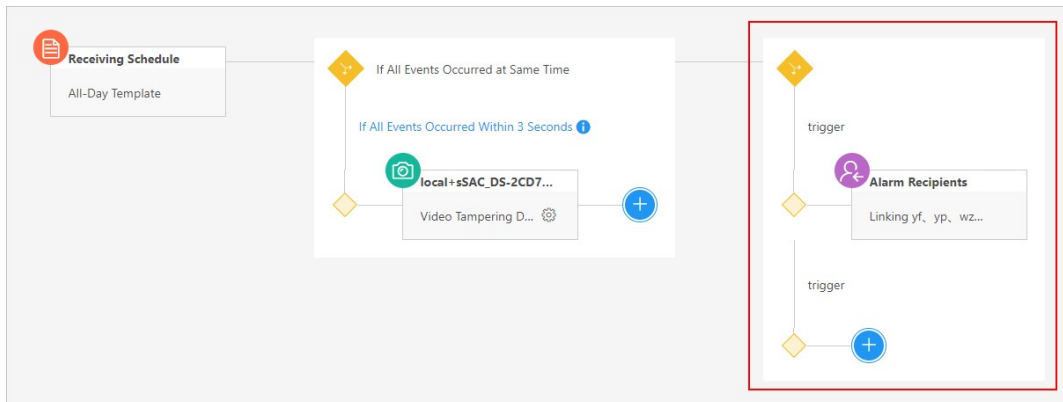 Receiving Schedule
All-Day Template
If All Events Occurred at Same Time
If All Events Occurred Within 3 Seconds
local+sSAC_DS-2CD7...
Video Tampering D...
trigger
Alarm Recipients
Linking yf、yp、wz...
trigger